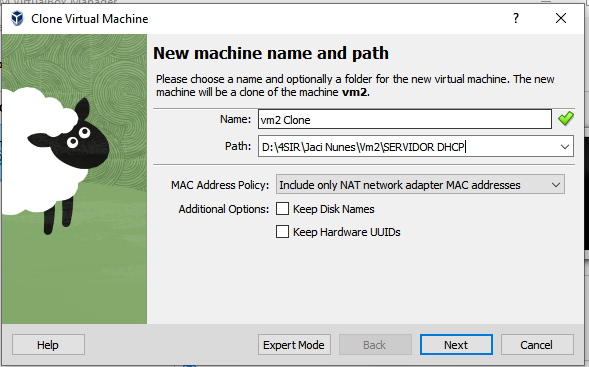 Clone Virtual Machine
?
New machine name and path
Please choose a name and optionally a folder for the new virtual machine. The new
machine will be a clone of the machine vm2.
Name: vm2 Clone
Path: D:\4SIR\Jaci Nunes\Vm2\SERVIDOR DHCP
MAC Address Policy: Include only NAT network adapter MAC addresses
Additional Options: Keep Disk Names
Keep Hardware UUIDs
Help Expert Mode Back Next Cancel